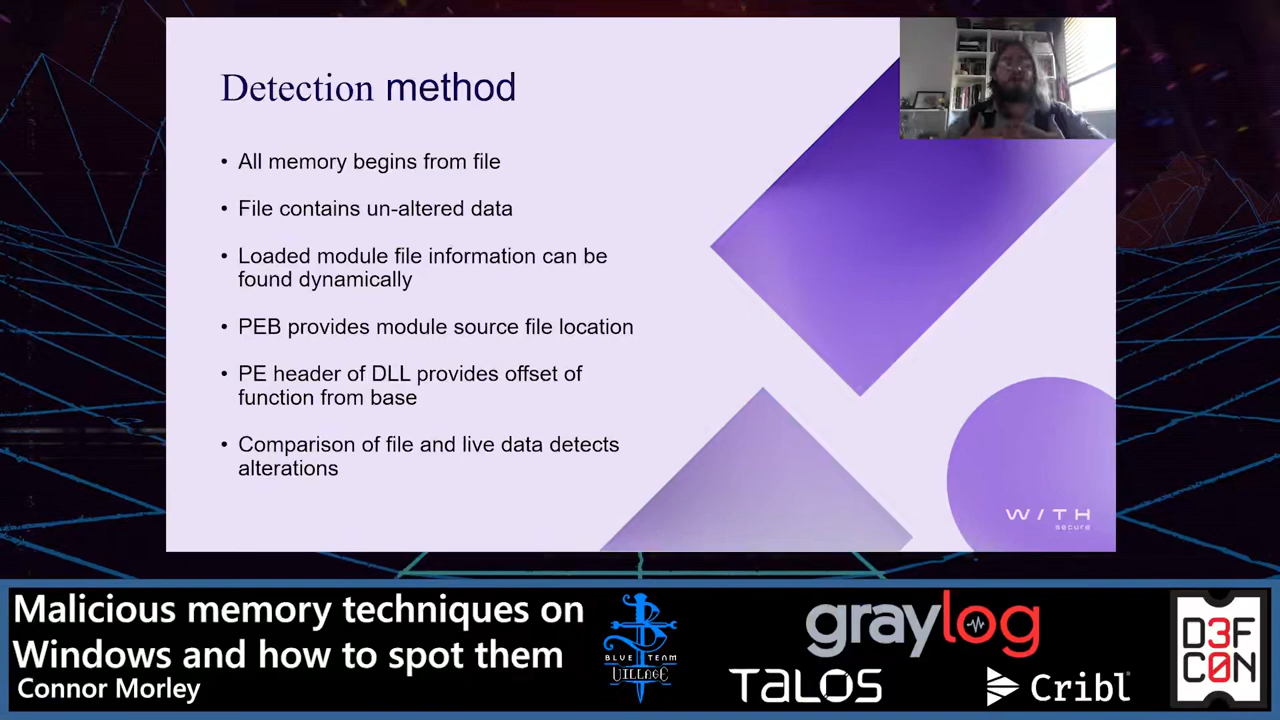 Detection method
• All memory begins from file
• File contains un-altered data
• Loaded module file information can be
found dynamically
• PEB provides module source file location
• PE header of DLL provides offset of
function from base
• Comparison of file and live data detects
alterations
W/TH
secure
Malicious memory techniques on
Windows and how to spot them
Connor Morley
BLUE TEAM
VILLAGE
graylog
TALOS
Cribl
D3F
C0N